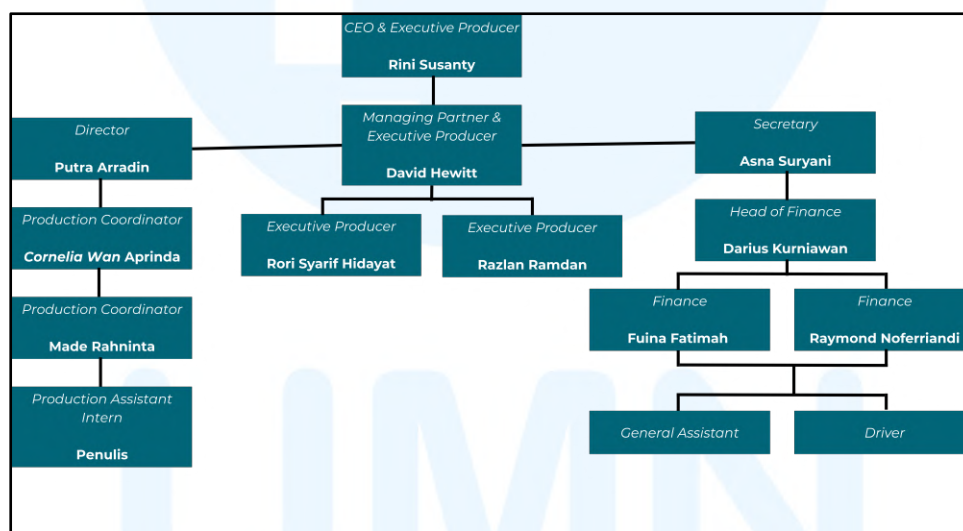 CEO & Executive Producer
Rini Susanty
Managing Partner &
Executive Producer
David Hewitt
Director
Putra Arradin
Secretary
Asna Suryani
Production Coordinator
Cornelia Wan Aprinda
Executive Producer
Rori Syarif Hidayat
Executive Producer
Razlan Ramdan
Head of Finance
Darius Kurniawan
Production Coordinator
Made Rahninta
Finance
Fuina Fatimah
Finance
Raymond Noferriandi
Production Assistant
Intern
Penulis
General Assistant
Driver
UMN